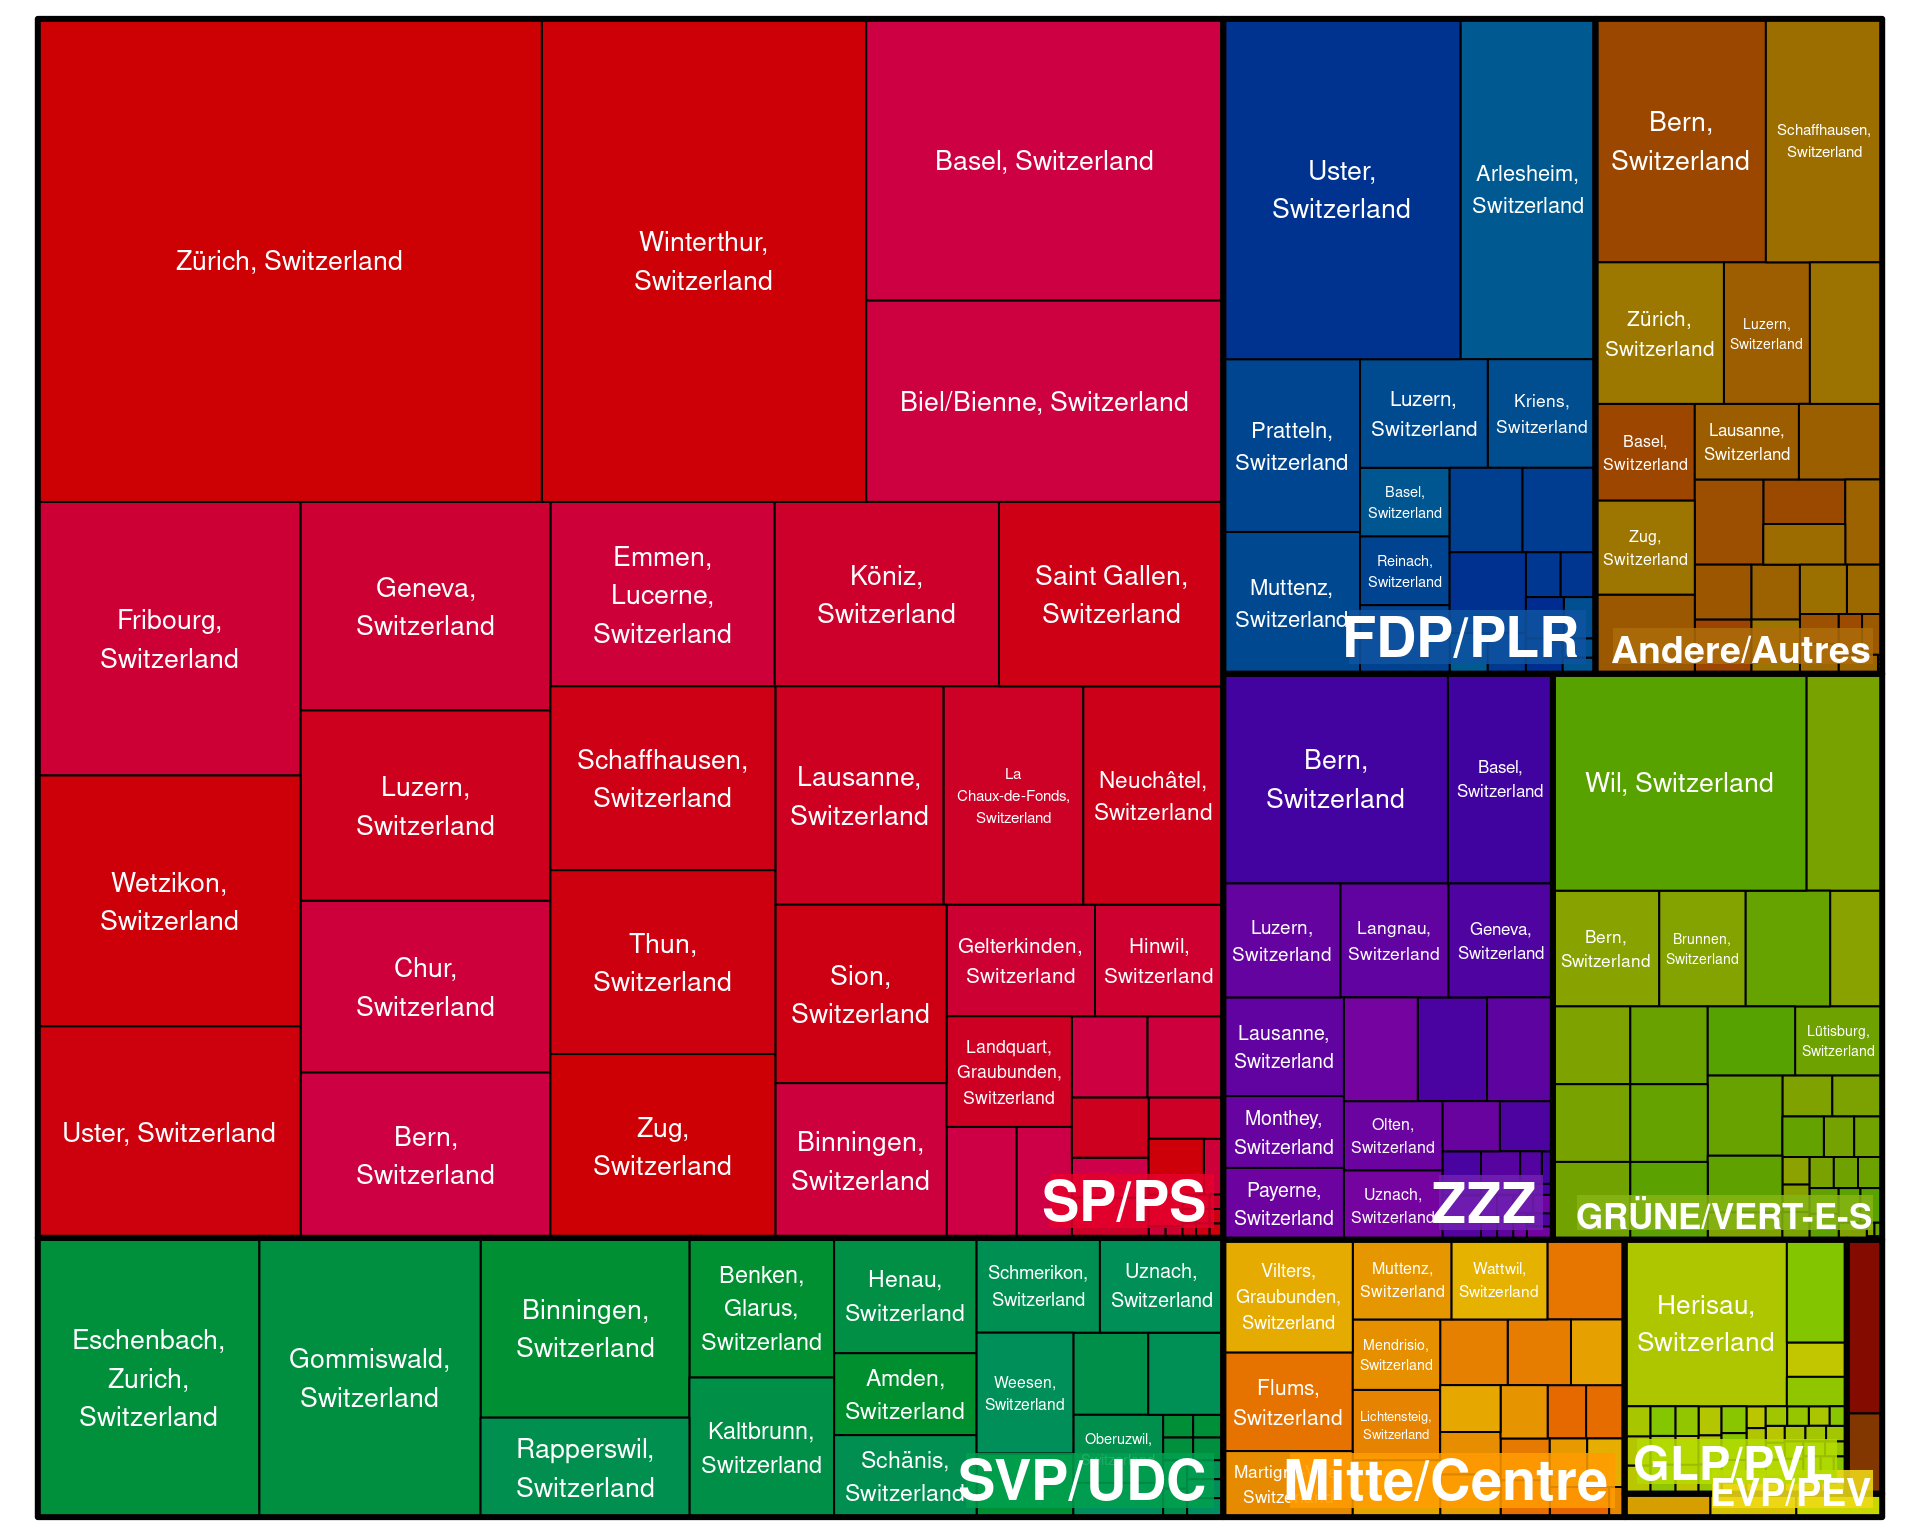 Zürich, Switzerland
Winterthur,
Switzerland
Basel, Switzerland
Biel/Bienne, Switzerland
Fribourg,
Switzerland
Geneva,
Switzerland
Emmen,
Lucerne,
Switzerland
Köniz,
Switzerland
Saint Gallen,
Switzerland
Wetzikon,
Switzerland
Luzern,
Switzerland
Schaffhausen,
Switzerland
Lausanne,
Switzerland
La
Chaux-de-Fonds,
Switzerland
Neuchâtel,
Switzerland
Chur,
Switzerland
Thun,
Switzerland
Sion,
Switzerland
Gelterkinden,
Switzerland
Hinwil,
Switzerland
Landquart,
Graubunden,
Switzerland
Uster, Switzerland
Bern,
Switzerland
Zug,
Switzerland
Binningen,
Switzerland
SP/PS
Uster,
Switzerland
Arlesheim,
Switzerland
Pratteln,
Switzerland
Luzern,
Switzerland
Kriens,
Switzerland
Basel,
Switzerland
Reinach,
Switzerland
Muttenz,
Switzerland
FDP/PLR
Bern,
Switzerland
Schaffhausen,
Switzerland
Zürich,
Switzerland
Luzern,
Switzerland
Basel,
Switzerland
Lausanne,
Switzerland
Zug,
Switzerland
Andere/Autres
Bern,
Switzerland
Basel,
Switzerland
Luzern,
Switzerland
Langnau,
Switzerland
Geneva,
Switzerland
Lausanne,
Switzerland
Monthey,
Switzerland
Olten,
Switzerland
Payerne,
Switzerland
Uznach,
Switzerland
ZZZ
Wil, Switzerland
Bern,
Switzerland
Brunnen,
Switzerland
Lütisburg,
Switzerland
GRÜNE/VERT-E-S
Eschenbach,
Zurich,
Switzerland
Gommiswald,
Switzerland
Binningen,
Switzerland
Rapperswil,
Switzerland
Benken,
Glarus,
Switzerland
Kaltbrunn,
Switzerland
Henau,
Switzerland
Amden,
Switzerland
Schänis,
Switzerland
Schmerikon,
Switzerland
Uznach,
Switzerland
Weesen,
Switzerland
Oberuzwil,
SVP/UDC
Vilters,
Graubunden,
Switzerland
Muttenz,
Switzerland
Wattwil,
Switzerland
Mendrisio,
Switzerland
Flums,
Switzerland
Lichtensteig,
Switzerland
Mitte/Centre
Herisau,
Switzerland
GLP/PVL
EVP/PEV